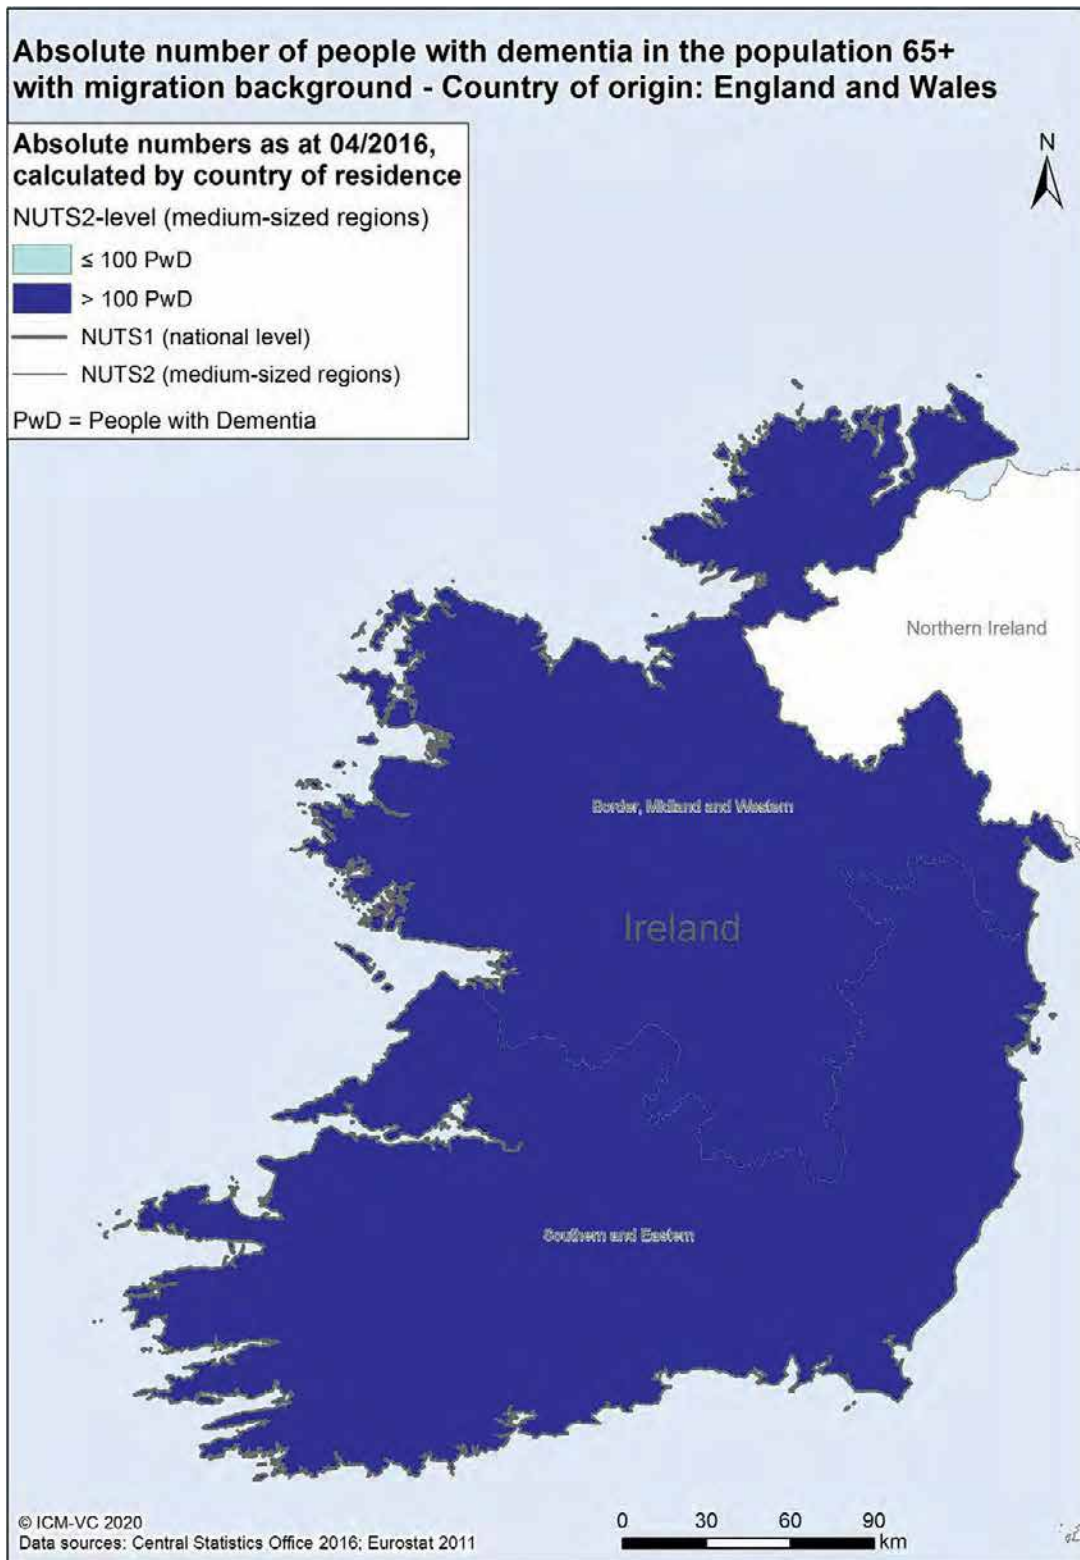 Absolute number of people with dementia in the population 65+
with migration background - Country of origin: England and Wales
Absolute numbers as at 04/2016,
calculated by country of residence
NUTS2-level (medium-sized regions)
≤ 100 PwD
> 100 PwD
NUTS1 (national level)
NUTS2 (medium-sized regions)
PwD = People with Dementia
N
Northern Ireland
Border, Midland and Western
Ireland
Southern and Eastern
© ICM-VC 2020
Data sources: Central Statistics Office 2016; Eurostat 2011
0 30 60 90
km